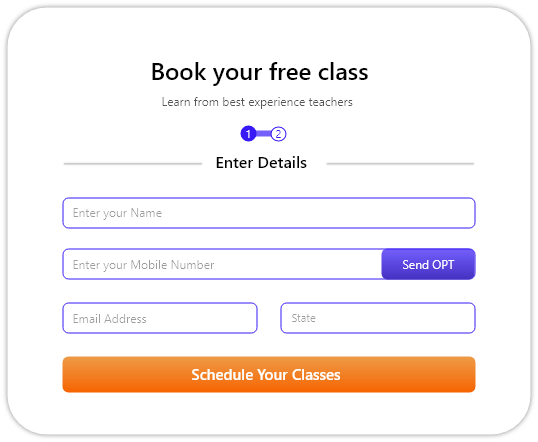 Book your free class
Learn from best experience teachers
1 2
Enter Details
Enter your Name
Enter your Mobile Number Send OPT
Email Address State
Schedule Your Classes